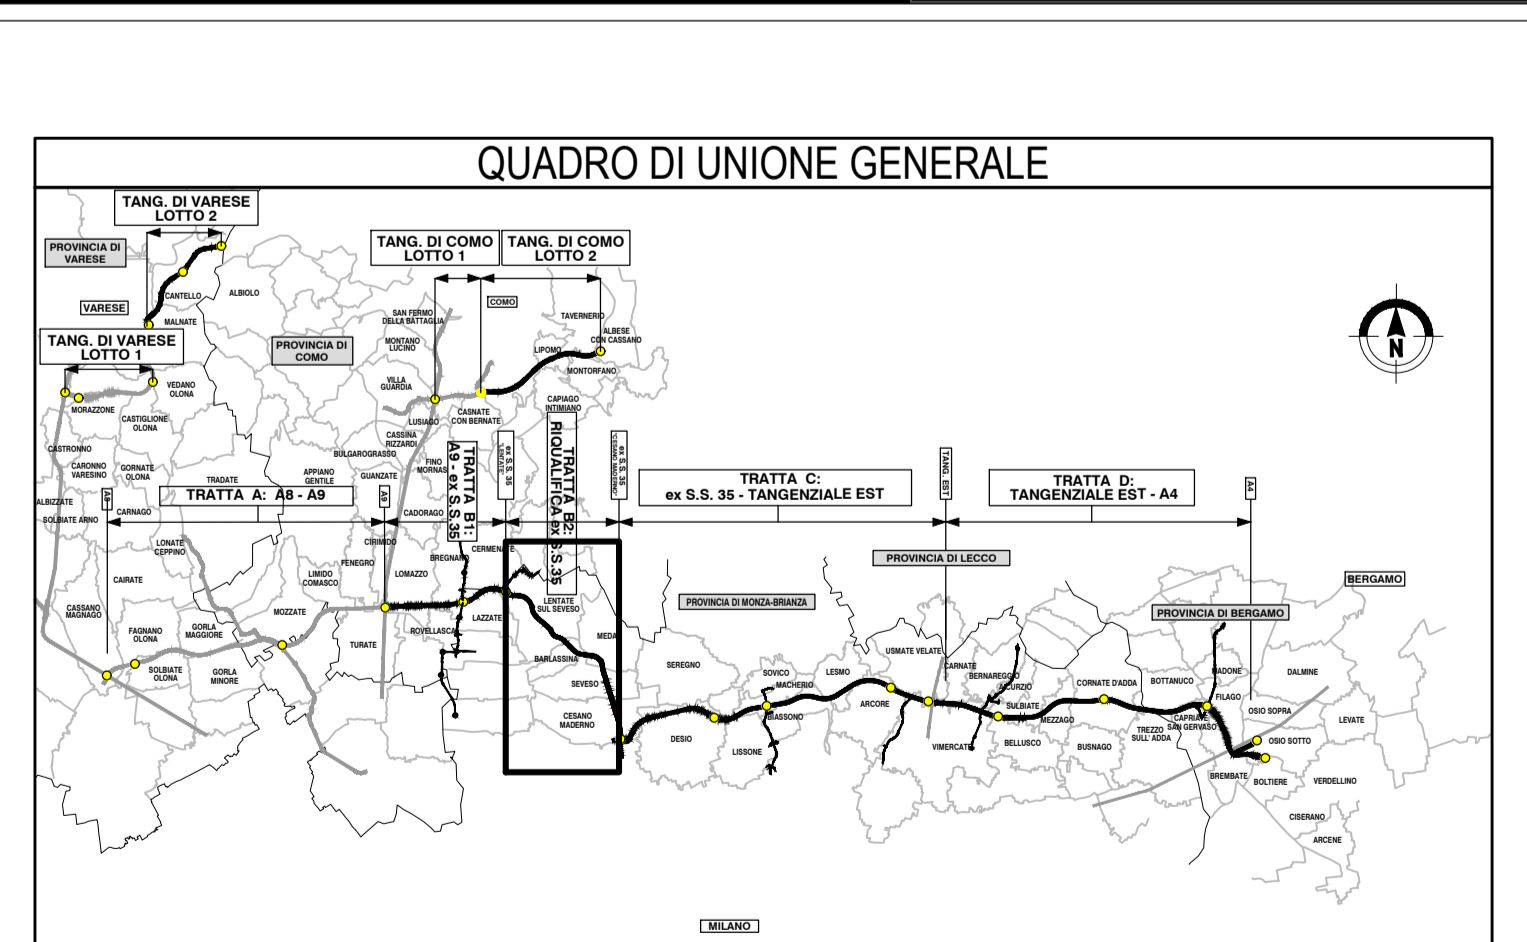 QUADRO DI UNIONE GENERALE
TANG. DI VARESE
LOTTO 2
PROVINCIA DI
VARESE
TANG. DI COMO
LOTTO 1
TANG. DI COMO
LOTTO 2
CANTELLO
ALBIOLO
VARESE
MALNATE
COMO
SAN FERMO
DELLA BATTAGLIA
TAVERNERIO
ALBESE
CON CASSANO
TANG. DI VARESE
LOTTO 1
PROVINCIA DI
COMO
MONTANO
LUCINO
LIPOMO
MONTORFANO
N
VEDANO
OLONA
VILLA
GUARDIA
MORAZZONE
CASTIGLIONE
OLONA
LUSIAGO
CASNATE
CON BERNATE
CAPIAGO
INTIMIANO
CASSINA
RIZZARDI
CASTRONNO
BULGAROGRASSO
CARONNO
VARESINO
GORNATE
OLONA
TRADATE
APPIANO
GENTILE
GUANZATE
FINO
MORNAS
TRATTA B1:
A9 - ex S.S.35
ex S.S. 35
"LENTATE"
TRATTA B2:
RIQUALIFICA ex S.S.35
ex S.S. 35
"CESANO MADERNO"
TRATTA C:
ex S.S. 35 - TANGENZIALE EST
TANG. EST
TRATTA D:
TANGENZIALE EST - A4
A4
ALBIZZATE
A8
TRATTA A: A8 - A9
A9
SOLBIATE ARNO
CARNAGO
CADORAGO
LONATE
CEPPINO
CIRIMIDO
FENEGRO
BREGNANO
CERMENATE
PROVINCIA DI LECCO
CAIRATE
LIMIDO
COMASCO
LOMAZZO
BERGAMO
CASSANO
MAGNAGO
MOZZATE
LAZZATE
LENTATE
SUL SEVESO
PROVINCIA DI MONZA-BRIANZA
PROVINCIA DI BERGAMO
FAGNANO
OLONA
GORLA
MAGGIORE
ROVELLASCA
MEDA
TURATE
BARLASSINA
SEREGNO
USMATE VELATE
SOLBIATE
OLONA
GORLA
MINORE
SEVESO
SOVICO
MACHERIO
LESMO
CARNATE
BERNAREGGIO
MADONE
DALMINE
CORNATE D'ADDA
BOTTANUCO
FILAGO
ARCORE
SULBIATE
MEZZAGO
OSIO SOPRA
CESANO
MADERNO
BIASSONO
CAPRIATE
SAN GERVASO
LEVATE
DESIO
LISSONE
VIMERCATE
BELLUSCO
BUSNAGO
TREZZO
SULL' ADDA
OSIO SOTTO
BREMBATE
BOLTIERE
VERDELLINO
CISERANO
ARCENE
MILANO